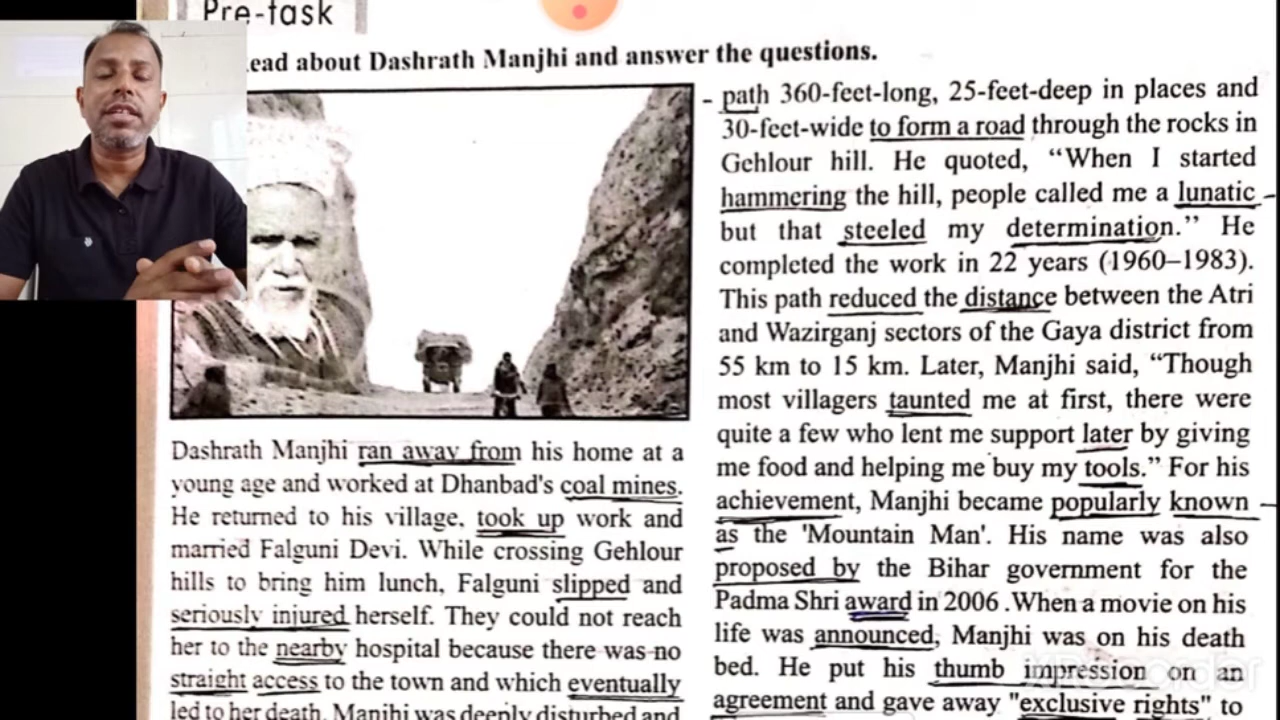 Pre-task
ead about Dashrath Manjhi and answer the questions.
Dashrath Manjhi ran away from his home at a
young age and worked at Dhanbad's coal mines.
He returned to his village, took up work and
married Falguni Devi. While crossing Gehlour
hills to bring him lunch, Falguni slipped and
seriously injured herself. They could not reach
her to the nearby hospital because there was no
straight access to the town and which eventually
led to her death. Manjhi was deeply disturbed and
path 360-feet-long, 25-feet-deep in places and
30-feet-wide to form a road through the rocks in
Gehlour hill. He quoted, “When I started
hammering the hill, people called me a lunatic
but that steeled my determination.” He
completed the work in 22 years (1960–1983).
This path reduced the distance between the Atri
and Wazirganj sectors of the Gaya district from
55 km to 15 km. Later, Manjhi said, “Though
most villagers taunted me at first, there were
quite a few who lent me support later by giving
me food and helping me buy my tools.” For his
achievement, Manjhi became popularly known
as the 'Mountain Man'. His name was also
proposed by the Bihar government for the
Padma Shri award in 2006 .When a movie on his
life was announced, Manjhi was on his death
bed. He put his thumb impression on an
agreement and gave away "exclusive rights" to